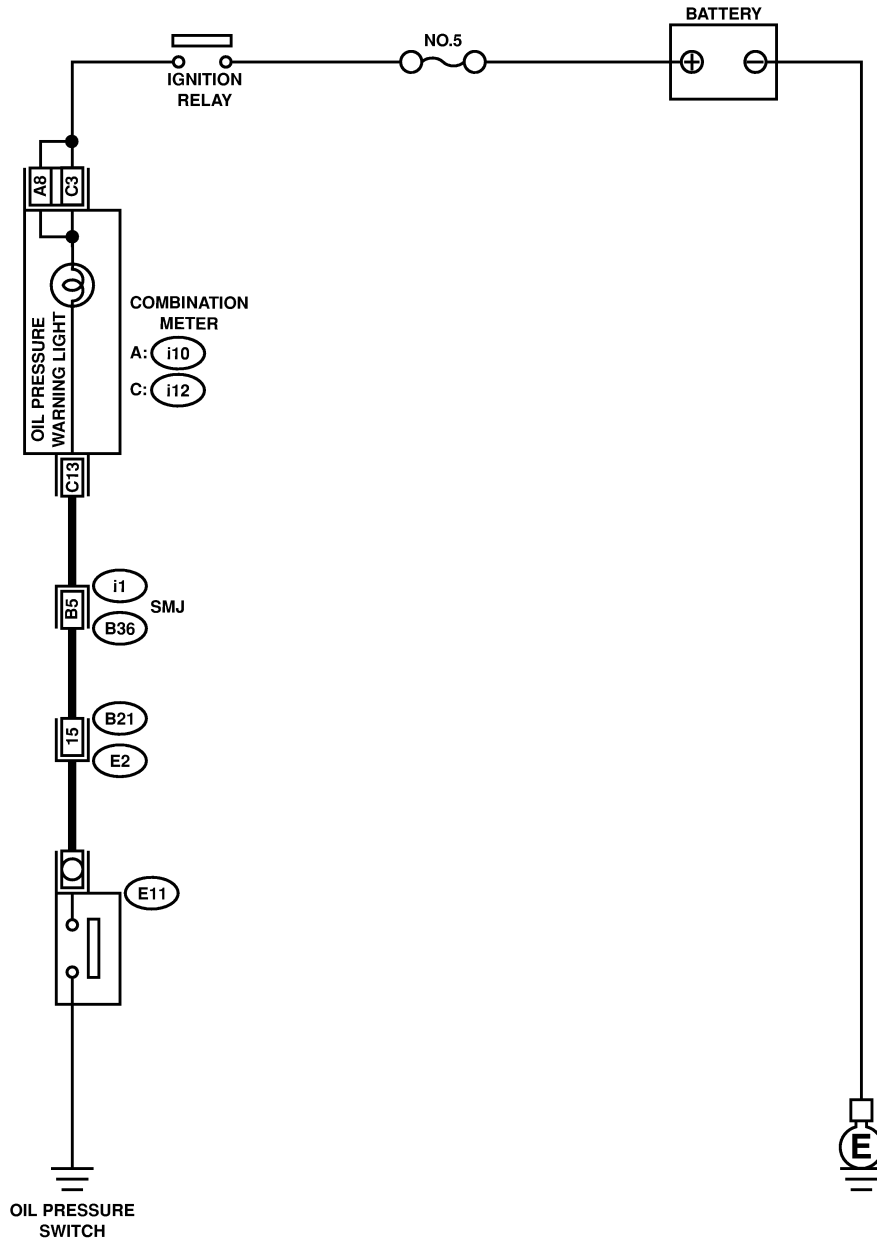 BATTERY
NO.5
IGNITION
RELAY
A8
C3
OIL PRESSURE
WARNING LIGHT
COMBINATION
METER
A: i10
C: i12
C13
i1
B5
SMJ
B36
B21
15
E2
E11
E
OIL PRESSURE
SWITCH